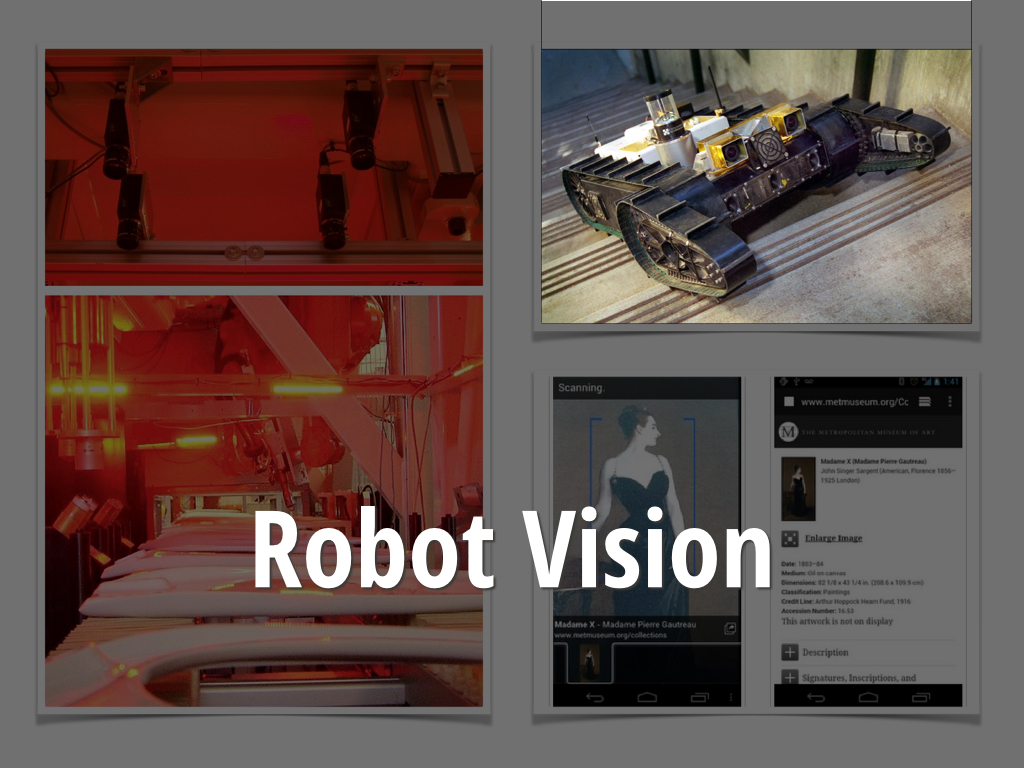 Scanning.
Madame X - Madame Pierre Gautreau
www.metmuseum.org/collections
1:41
www.metmuseum.org/Cc
M THE METROPOLITAN MUSEUM OF ART
Madame X (Madame Pierre Gautreau)
John Singer Sargent (American, Florence 1856–
1925 London)
Enlarge Image
Date: 1883–84
Medium: Oil on canvas
Dimensions: 82 1/8 x 43 1/4 in. (208.6 x 109.9 cm)
Classification: Paintings
Credit Line: Arthur Hoppock Hearn Fund, 1916
Accession Number: 16.53
This artwork is not on display
Description
Signatures, Inscriptions, and
Robot Vision